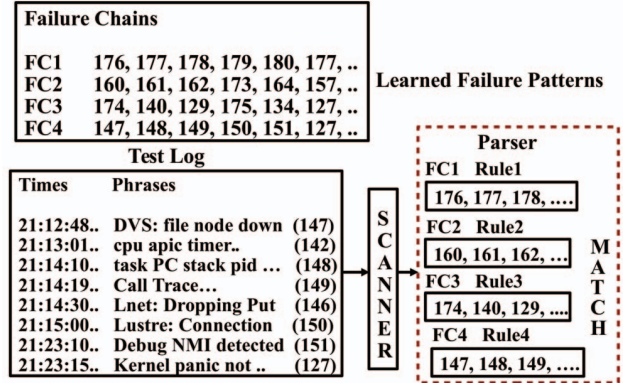 Failure Chains
FC1 176, 177, 178, 179, 180, 177, ..
FC2 160, 161, 162, 173, 164, 157, ..
FC3 174, 140, 129, 175, 134, 127, ..
FC4 147, 148, 149, 150, 151, 127, ..
Learned Failure Patterns
Test Log
Times Phrases
21:12:48.. DVS: file node down (147)
21:13:01.. cpu apic timer.. (142)
21:14:10.. task PC stack pid ... (148)
21:14:19.. Call Trace... (149)
21:14:30.. Lnet: Dropping Put (146)
21:15:00.. Lustre: Connection (150)
21:23:10.. Debug NMI detected (151)
21:23:15.. Kernel panic not .. (127)
SCANNER
Parser
FC1 Rule1
176, 177, 178, ....
FC2 Rule2
160, 161, 162, ...
FC3 Rule3
174, 140, 129, ....
FC4 Rule4
147, 148, 149, ....
MATCH